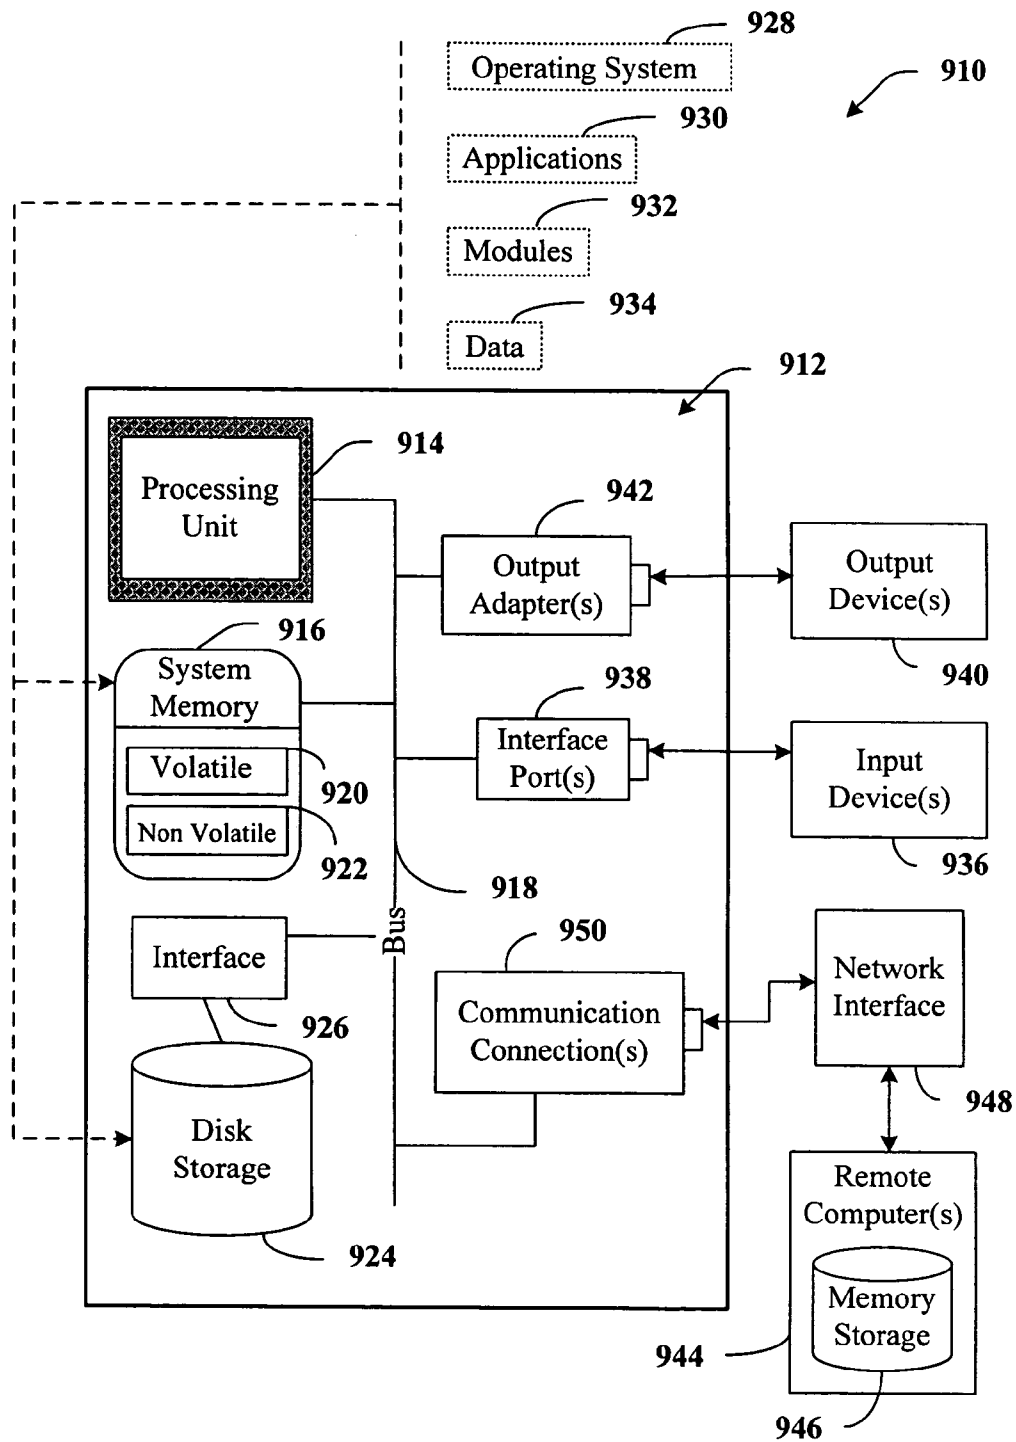 928
Operating System
910
930
Applications
932
Modules
934
Data
912
914
Processing
Unit
942
Output
Adapter(s)
Output
Device(s)
940
916
System
Memory
938
Interface
Port(s)
Input
Device(s)
936
Volatile
920
Non Volatile
922
918
Bus
950
Interface
926
Communication
Connection(s)
Network
Interface
948
Disk
Storage
924
Remote
Computer(s)
Memory
Storage
944
946